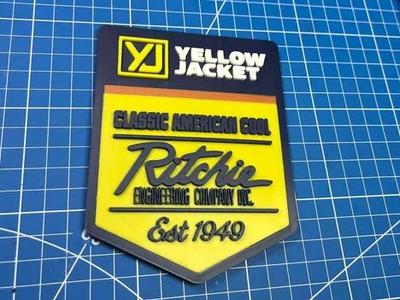 YJ YELLOW
JACKET
CLASSIC AMERICAN COOL
Ritchie
ENGINEERING COMPANY INC.
Est 1949